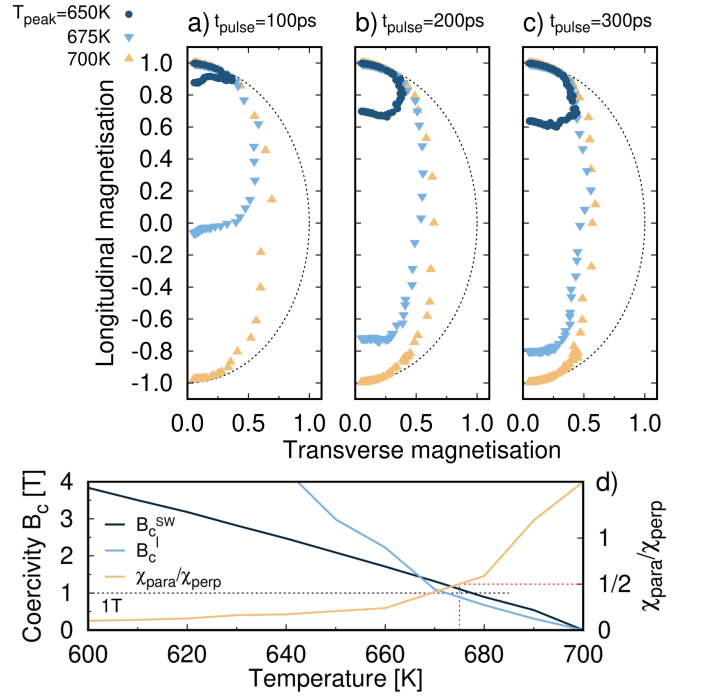 T_peak=650K
675K
700K
a) t_pulse=100ps
b) t_pulse=200ps
c) t_pulse=300ps
Longitudinal magnetisation
1.0
0.8
0.6
0.4
0.2
0.0
-0.2
-0.4
-0.6
-0.8
-1.0
0.0 0.5 1.0
0.0 0.5 1.0
0.0 0.5 1.0
Transverse magnetisation
d)
Coercivity B_c [T]
4
3
2
1
0
B_c^SW
B_c^l
χ_para/χ_perp
1T
1
1/2
0
χ_para/χ_perp
600 620 640 660 680 700
Temperature [K]